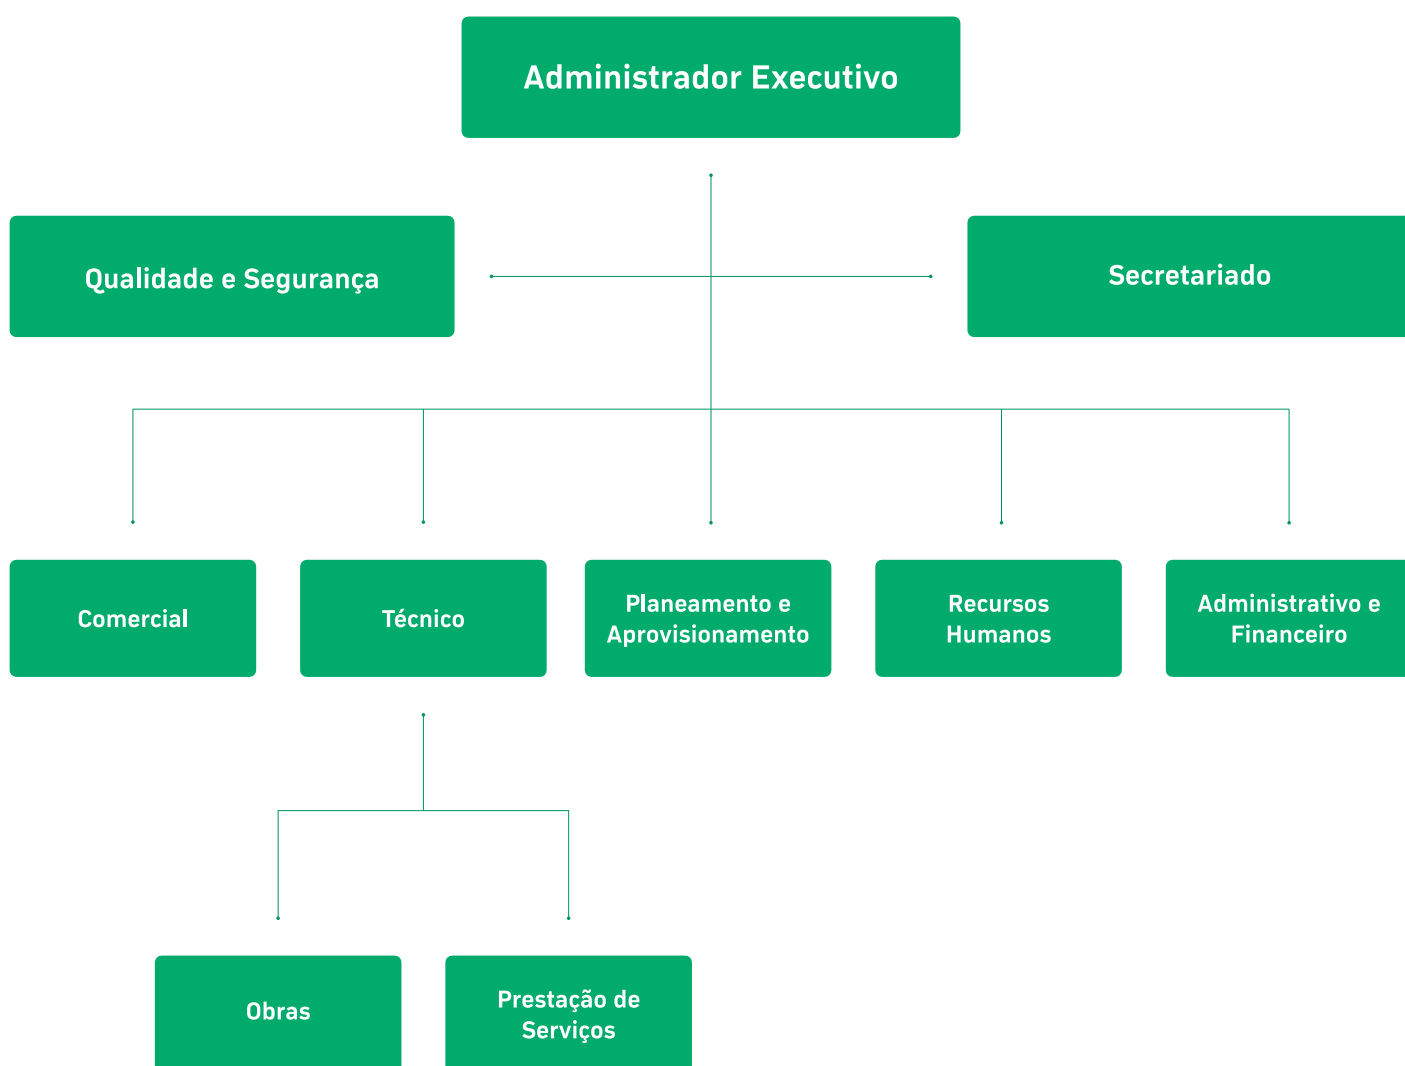 Administrador Executivo
Qualidade e Segurança
Secretariado
Comercial
Técnico
Planeamento e
Aprovisionamento
Recursos
Humanos
Administrativo e
Financeiro
Obras
Prestação de
Serviços